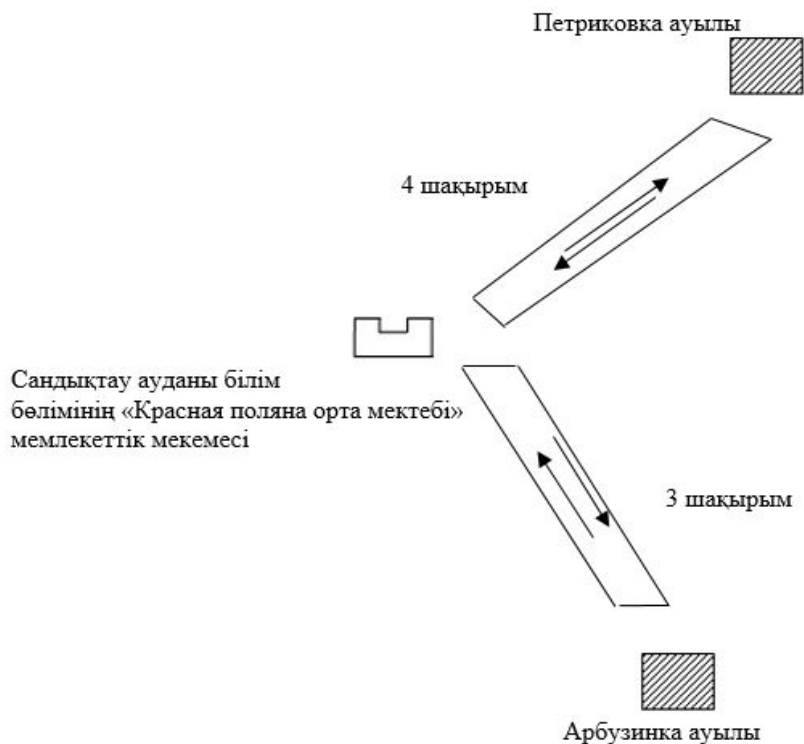 Петриковка ауылы
4 шақырым
Сандықтау ауданы білім
бөлімінің «Красная поляна орта мектебі»
мемлекеттік мекемесі
3 шақырым
Арбузинка ауылы